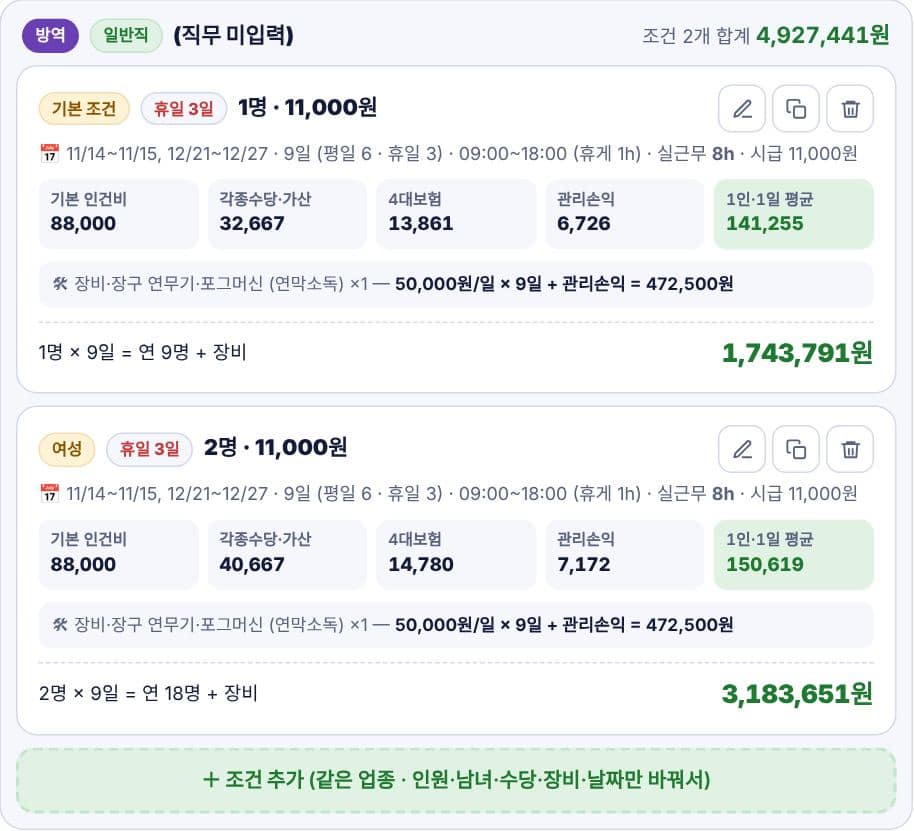 방역 일반직 (직무 미입력) 조건 2개 합계 4,927,441원
기본 조건 휴일 3일 1명 · 11,000원
📅 11/14~11/15, 12/21~12/27 · 9일 (평일 6 · 휴일 3) · 09:00~18:00 (휴게 1h) · 실근무 8h · 시급 11,000원
기본 인건비 각종수당·가산 4대보험 관리손익 1인·1일 평균
88,000 32,667 13,861 6,726 141,255
🛠 장비·장구 연무기·포그머신 (연막소독) ×1 — 50,000원/일 × 9일 + 관리손익 = 472,500원
1명 × 9일 = 연 9명 + 장비 1,743,791원
여성 휴일 3일 2명 · 11,000원
📅 11/14~11/15, 12/21~12/27 · 9일 (평일 6 · 휴일 3) · 09:00~18:00 (휴게 1h) · 실근무 8h · 시급 11,000원
기본 인건비 각종수당·가산 4대보험 관리손익 1인·1일 평균
88,000 40,667 14,780 7,172 150,619
🛠 장비·장구 연무기·포그머신 (연막소독) ×1 — 50,000원/일 × 9일 + 관리손익 = 472,500원
2명 × 9일 = 연 18명 + 장비 3,183,651원
+ 조건 추가 (같은 업종 · 인원·남녀·수당·장비·날짜만 바꿔서)